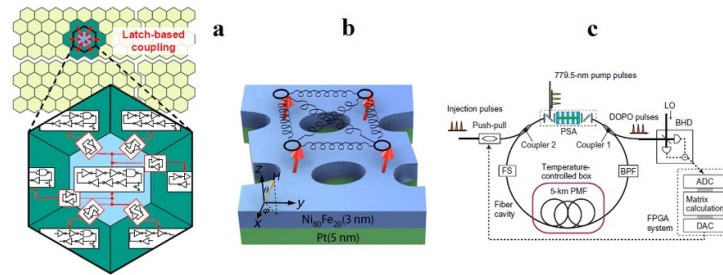 a
Latch-based
coupling
b
z
H
θ
φ
y
x
Ni80Fe20(3 nm)
Pt(5 nm)
c
779.5-nm pump pulses
Injection pulses
Push-pull
PSA
DOPO pulses
LO
BHD
Coupler 2
Coupler 1
FS
Temperature-
controlled box
5-km PMF
BPF
Fiber
cavity
FPGA
system
ADC
Matrix
calculation
DAC